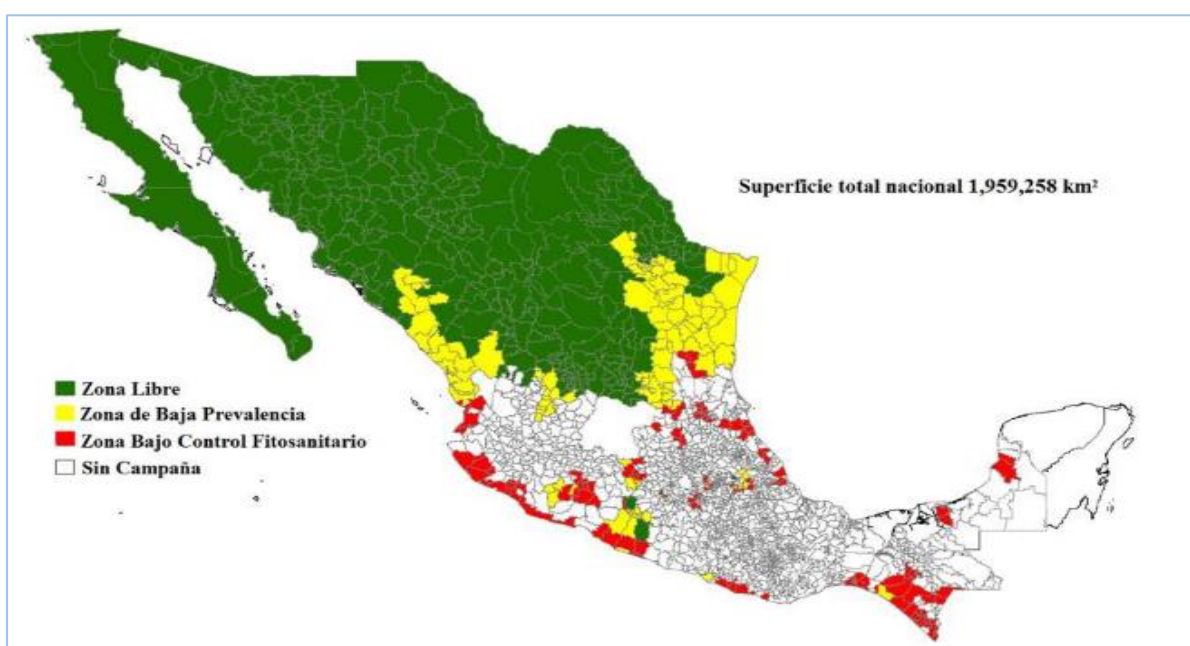 Superficie total nacional 1,959,258 km²
Zona Libre
Zona de Baja Prevalencia
Zona Bajo Control Fitosanitario
Sin Campaña